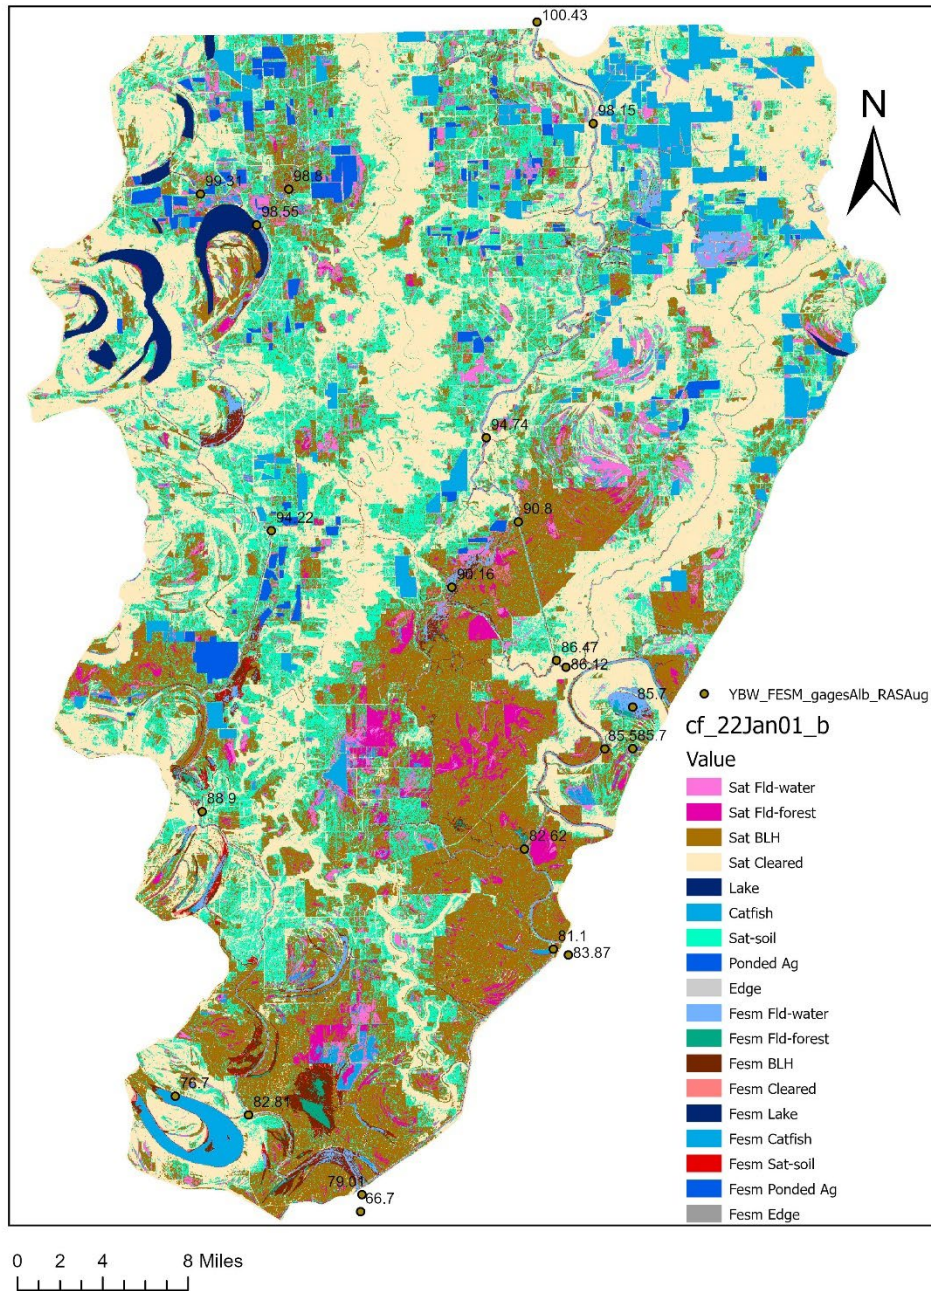 100.43
98.15
N
99.31
98.8
98.55
94.74
94.22
90.8
90.16
86.47
86.12
85.7
YBW_FESM_gagesAlb_RASAug
cf_22Jan01_b
85.5
85.7
Value
Sat Fld-water
88.9
Sat Fld-forest
Sat BLH
82.62
Sat Cleared
Lake
Catfish
Sat-soil
81.1
83.87
Ponded Ag
Edge
Fesm Fld-water
Fesm Fld-forest
Fesm BLH
Fesm Cleared
76.7
82.81
Fesm Lake
Fesm Catfish
Fesm Sat-soil
79.01
Fesm Ponded Ag
66.7
Fesm Edge
0 2 4 8 Miles